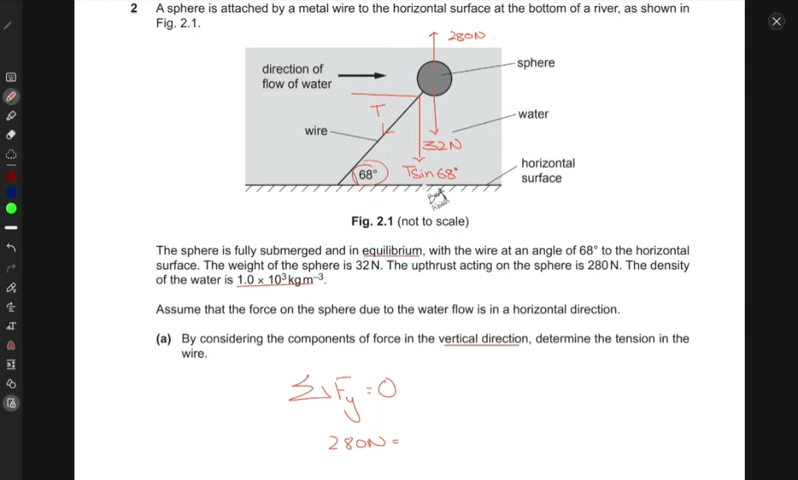 2 A sphere is attached by a metal wire to the horizontal surface at the bottom of a river, as shown in
Fig. 2.1.
280N
direction of
flow of water
sphere
T
water
wire
32N
68°
Tsin68°
horizontal
surface
Fig. 2.1 (not to scale)
The sphere is fully submerged and in equilibrium, with the wire at an angle of 68° to the horizontal
surface. The weight of the sphere is 32 N. The upthrust acting on the sphere is 280 N. The density
of the water is 1.0 × 10³ kg m⁻³.
Assume that the force on the sphere due to the water flow is in a horizontal direction.
(a) By considering the components of force in the vertical direction, determine the tension in the
wire.
ΣFy = 0
280N =